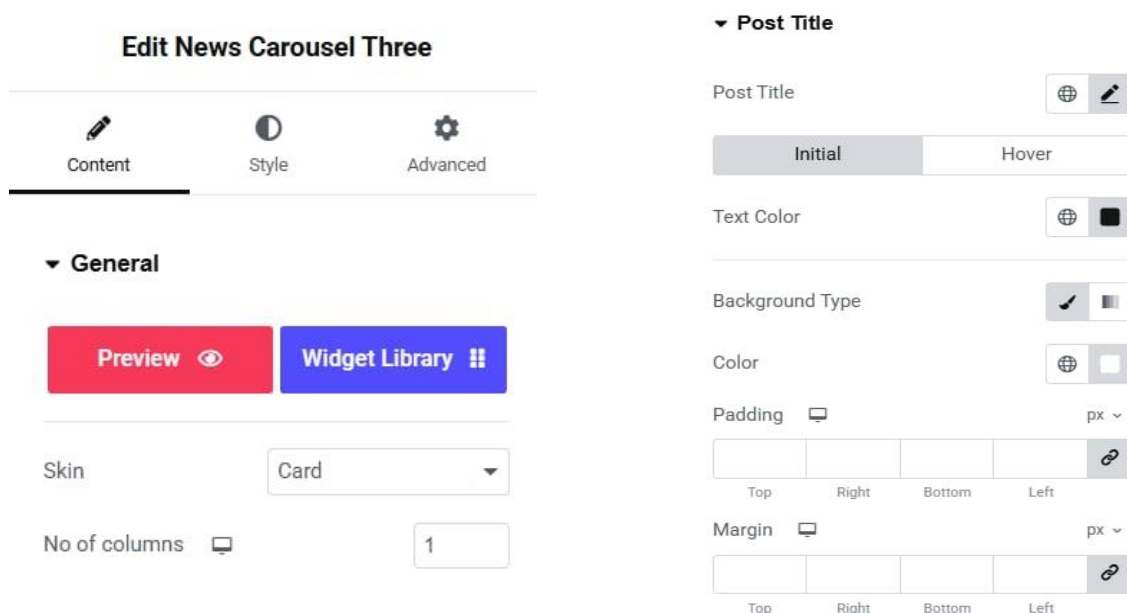 Edit News Carousel Three
Content Style Advanced
General
Preview Widget Library
Skin Card
No of columns 1
Post Title
Post Title
Initial Hover
Text Color
Background Type
Color
Padding px
Top Right Bottom Left
Margin px
Top Right Bottom Left